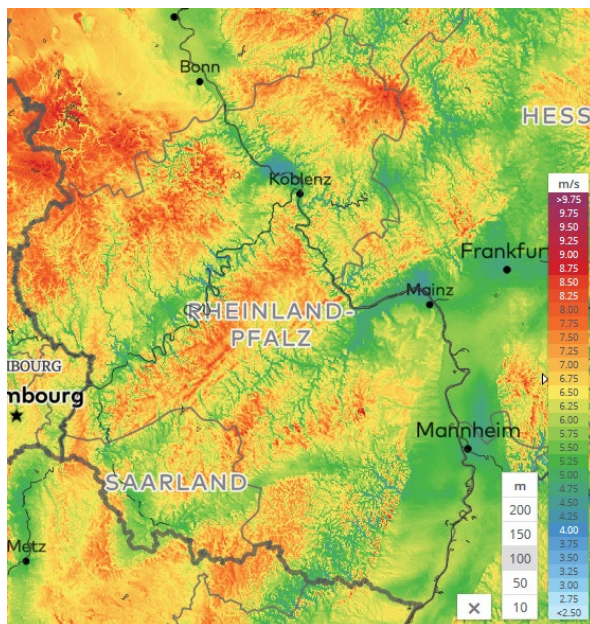 Bonn
HESS
Koblenz
m/s
>9.75
9.75
9.50
9.25
9.00
8.75
8.50
8.25
8.00
7.75
7.50
7.25
7.00
6.75
6.50
6.25
6.00
5.75
5.50
5.25
5.00
4.75
4.50
4.25
4.00
3.75
3.50
3.25
3.00
2.75
<2.50
Frankfur
Mainz
RHEINLAND-
PFALZ
MBOURG
mbourg
Mannheim
SAARLAND
Metz
m
200
150
100
50
10
×